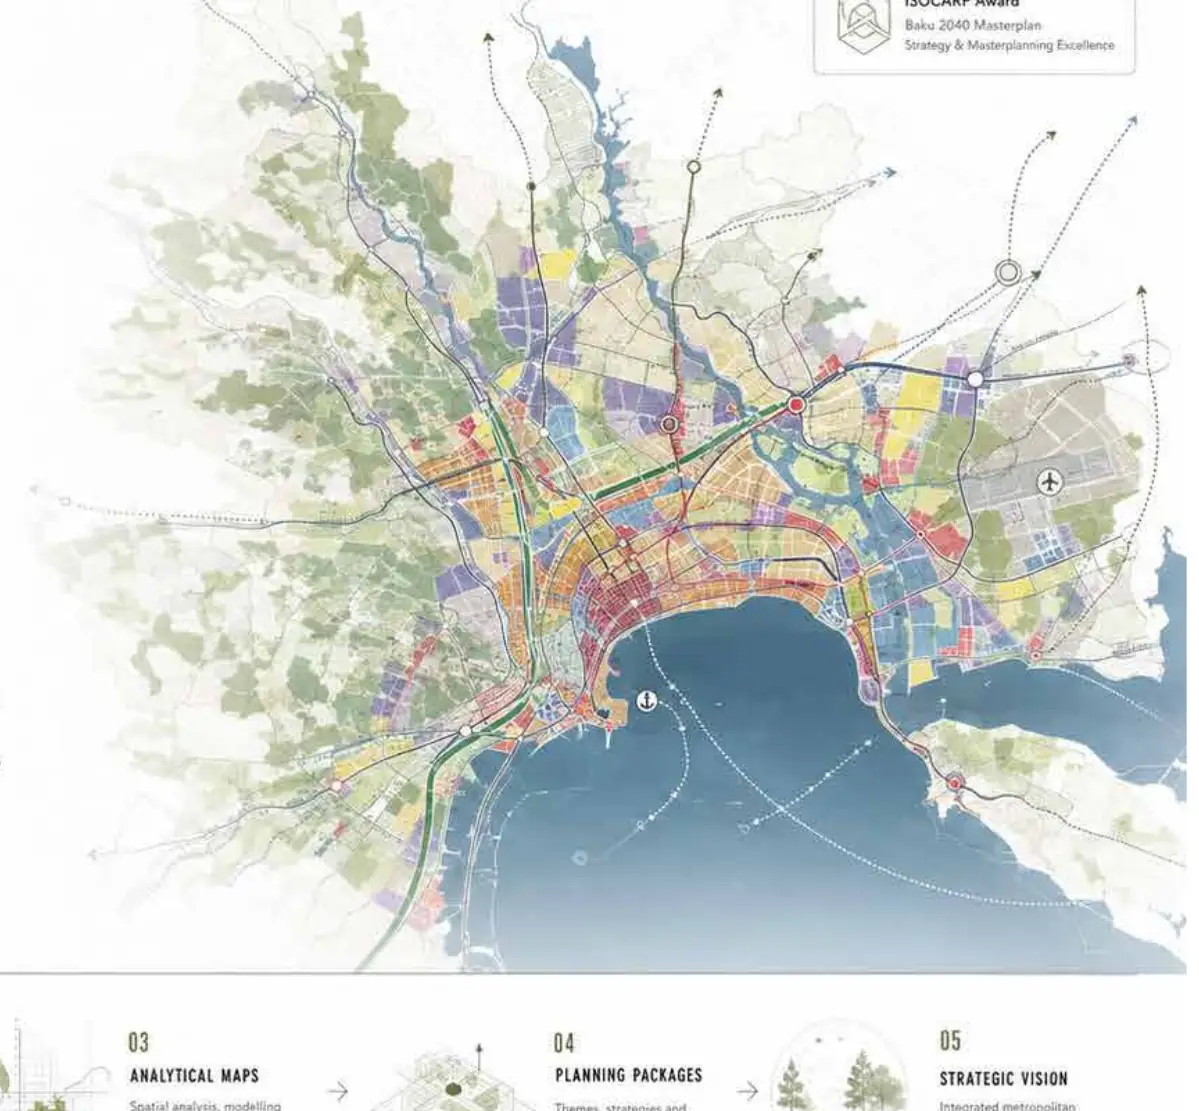 ISOCARP Award
Baku 2040 Masterplan
Strategy & Masterplanning Excellence
03
ANALYTICAL MAPS
Spatial analysis, modelling
04
PLANNING PACKAGES
Themes, strategies and
05
STRATEGIC VISION
Integrated metropolitan